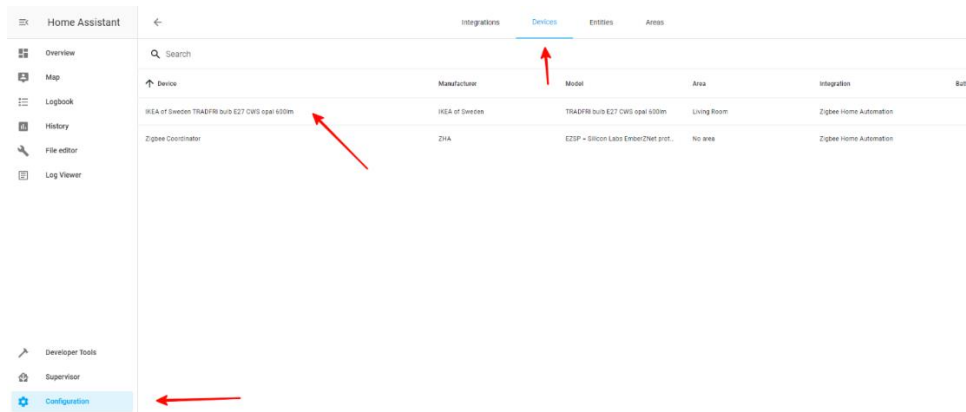 Home Assistant
Integrations Devices Entities Areas
Overview
Search
Map
Device Manufacturer Model Area Integration Bat
Logbook
IKEA of Sweden TRADFRI bulb E27 CWS opal 600lm IKEA of Sweden TRADFRI bulb E27 CWS opal 600lm Living Room Zigbee Home Automation
History
Zigbee Coordinator ZHA EZSP = Silicon Labs EmberZNet prot... No area Zigbee Home Automation
File editor
Log Viewer
Developer Tools
Supervisor
Configuration